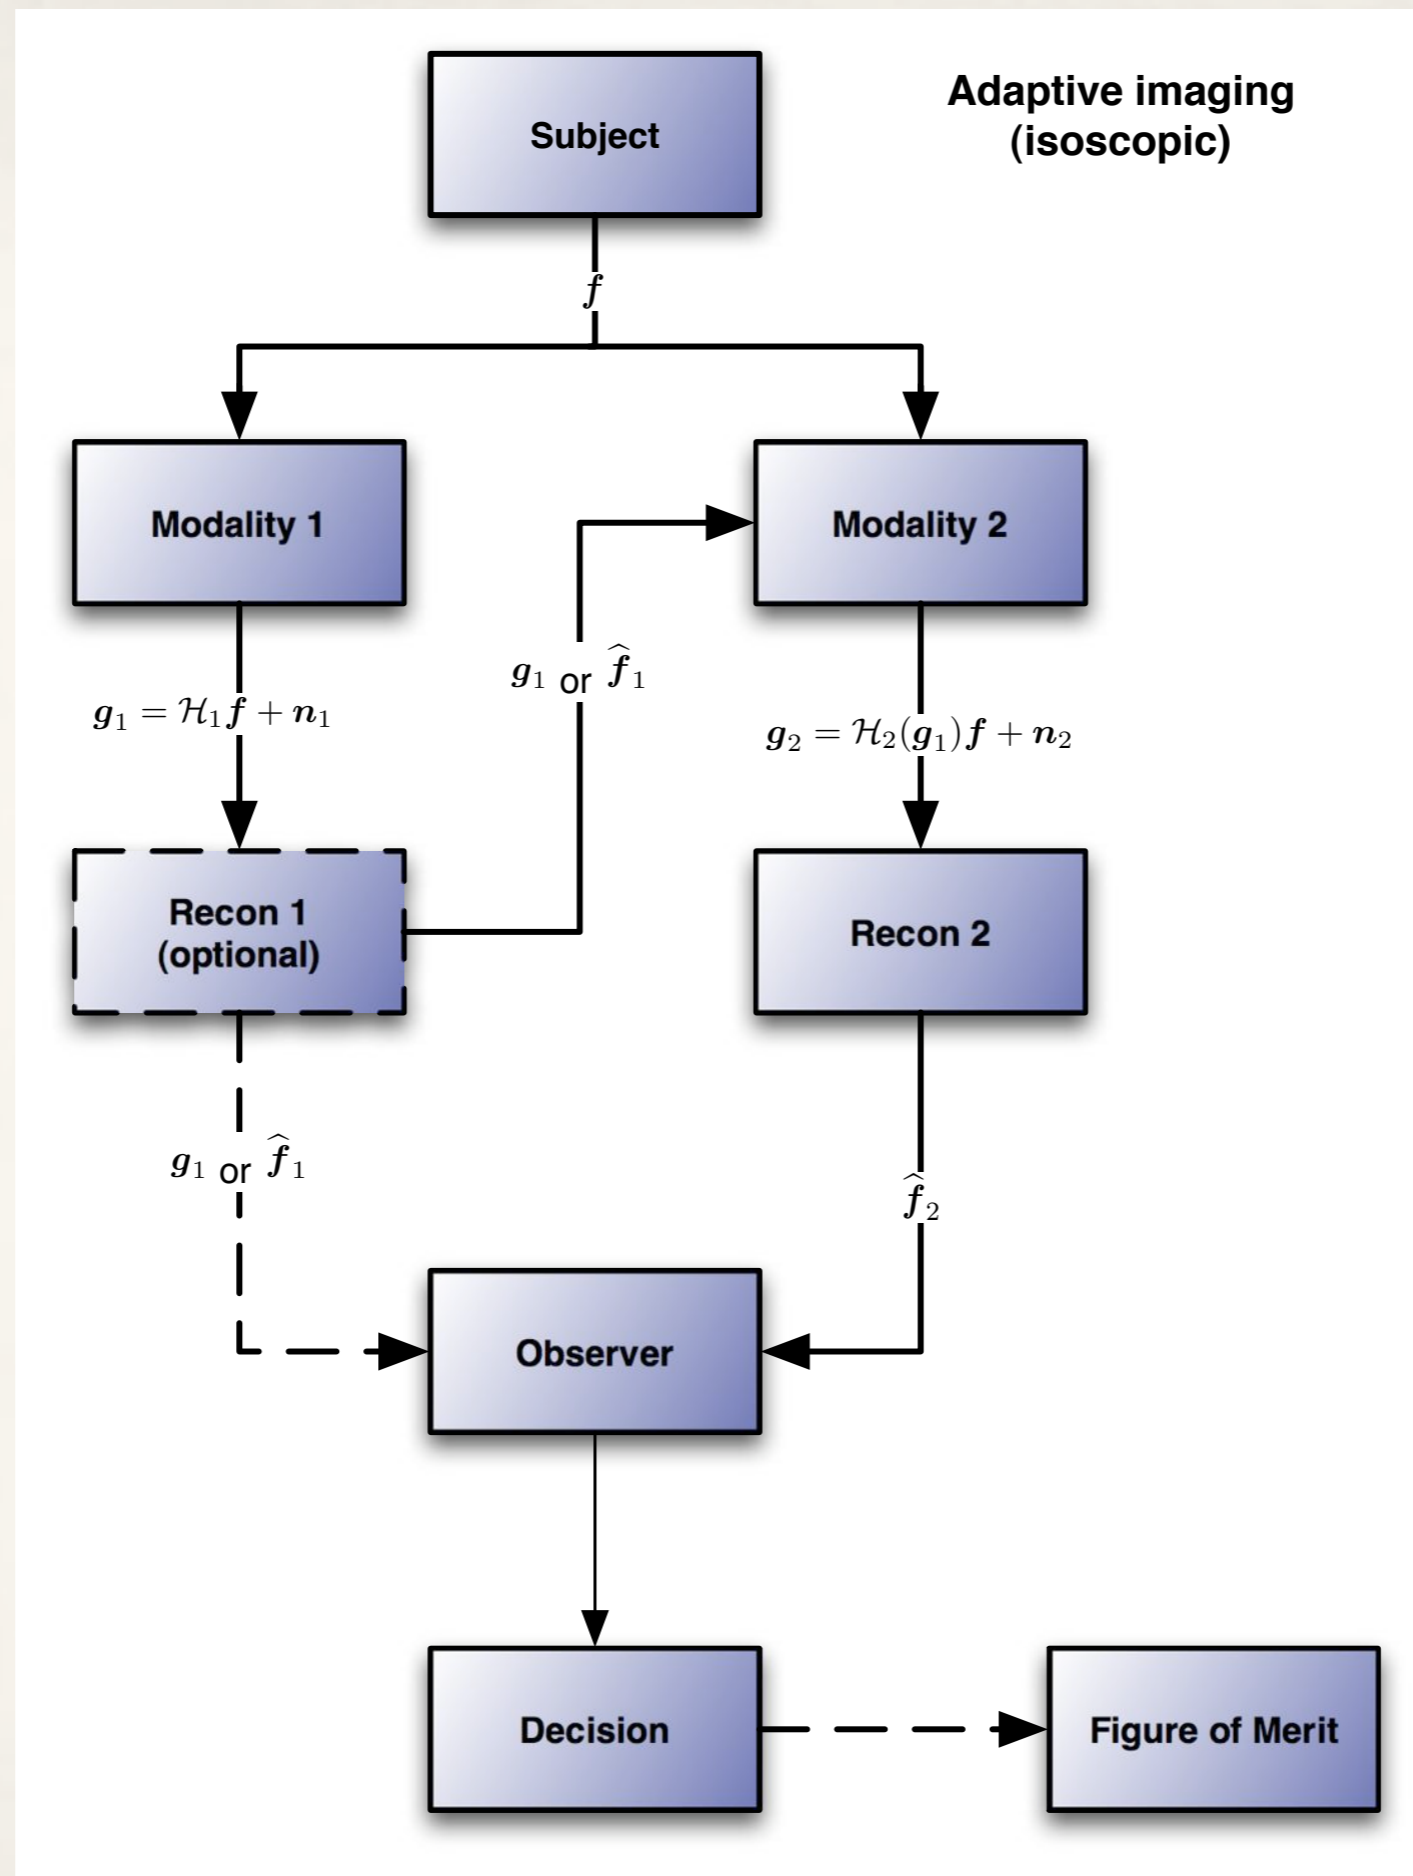 Adaptive imaging
(isoscopic)
Subject
f
Modality 1
Modality 2
g₁ or f̂₁
g₁ = ℋ₁f + n₁
g₂ = ℋ₂(g₁)f + n₂
Recon 1
(optional)
Recon 2
g₁ or f̂₁
f̂₂
Observer
Decision
Figure of Merit